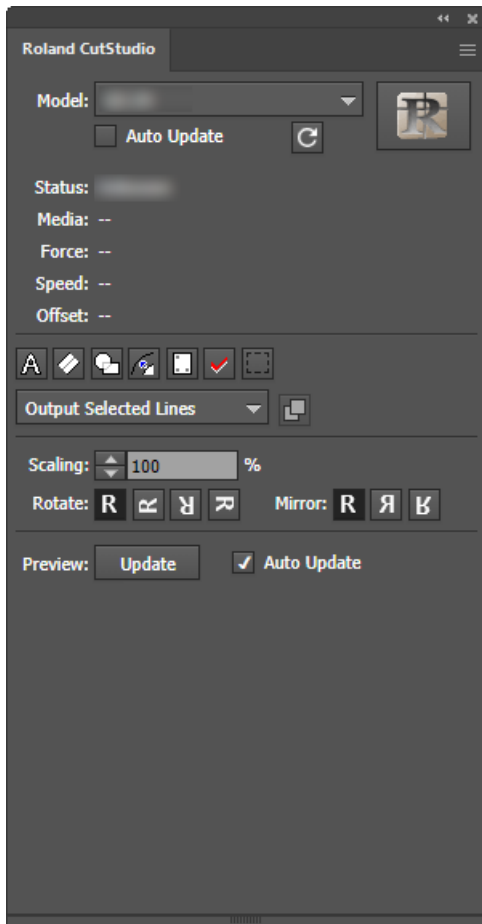 Roland CutStudio
Model:
Auto Update
Status:
Media: --
Force: --
Speed: --
Offset: --
A
Output Selected Lines
Scaling: 100 %
Rotate: R R R R Mirror: R R R
Preview: Update Auto Update